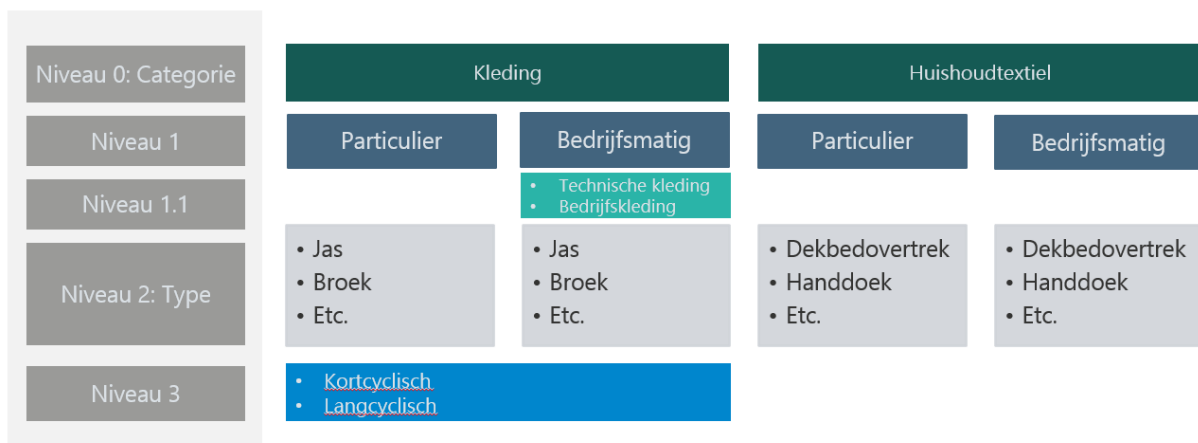 Niveau 0: Categorie
Kleding
Huishoudtextiel
Niveau 1
Particulier
Bedrijfsmatig
Particulier
Bedrijfsmatig
Niveau 1.1
• Technische kleding
• Bedrijfskleding
Niveau 2: Type
• Jas
• Broek
• Etc.
• Jas
• Broek
• Etc.
• Dekbedovertrek
• Handdoek
• Etc.
• Dekbedovertrek
• Handdoek
• Etc.
Niveau 3
• Kortcyclisch
• Langcyclisch